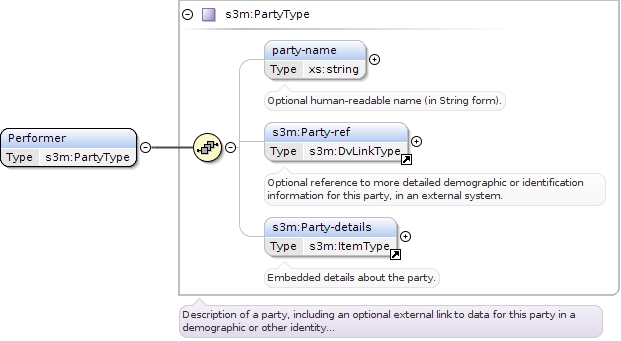 s3m:PartyType
party-name
Type xs:string
Optional human-readable name (in String form).
Performer
Type s3m:PartyType
s3m:Party-ref
Type s3m:DvLinkType
Optional reference to more detailed demographic or identification
information for this party, in an external system.
s3m:Party-details
Type s3m:ItemType
Embedded details about the party.
Description of a party, including an optional external link to data for this party in a
demographic or other identity...